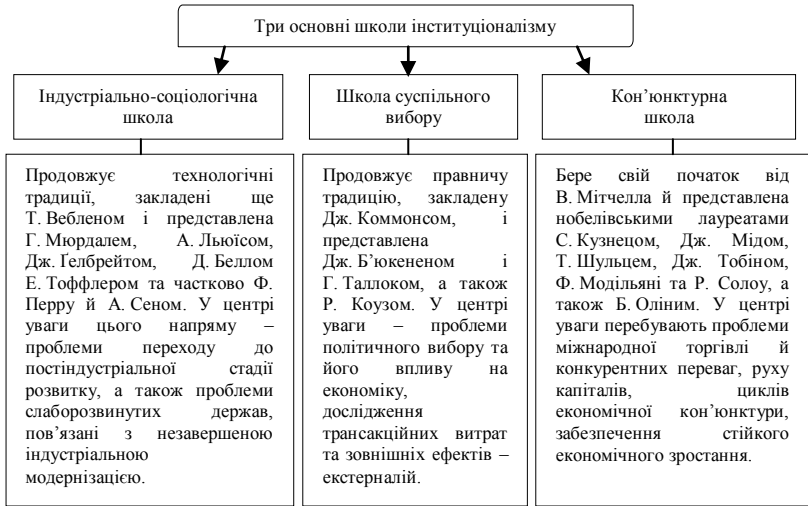 Три основні школи інституціоналізму
Індустріально-соціологічна
школа
Школа суспільного
вибору
Кон’юнктурна
школа
Продовжує технологічні
традиції, закладені ще
Т. Вебленом і представлена
Г. Мюрдалем, А. Льюїсом,
Дж. Ґелбрейтом, Д. Беллом
Е. Тоффлером та частково Ф.
Перру й А. Сеном. У центрі
уваги цього напряму –
проблеми переходу до
постіндустріальної стадії
розвитку, а також проблеми
слаборозвинутих держав,
пов’язані з незавершеною
індустріальною
модернізацією.
Продовжує правничу
традицію, закладену
Дж. Коммонсом, і
представлена
Дж. Б’юкененом і
Г. Таллоком, а також
Р. Коузом. У центрі
уваги – проблеми
політичного вибору та
його впливу на
економіку,
дослідження
трансакційних витрат
та зовнішніх ефектів –
екстерналій.
Бере свій початок від
В. Мітчелла й представлена
нобелівськими лауреатами
С. Кузнецом, Дж. Мідом,
Т. Шульцем, Дж. Тобіном,
Ф. Модільяні та Р. Солоу, а
також Б. Оліним. У центрі
уваги перебувають проблеми
міжнародної торгівлі й
конкурентних переваг, руху
капіталів, циклів
економічної кон’юнктури,
забезпечення стійкого
економічного зростання.